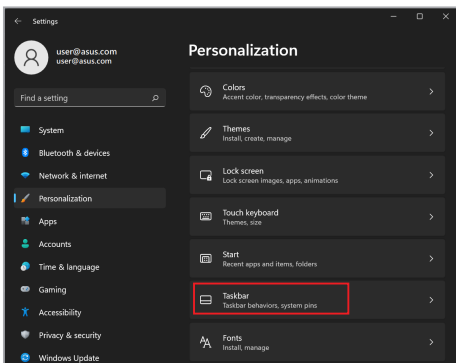 Settings
user@asus.com
user@asus.com
Find a setting
System
Bluetooth & devices
Network & internet
Personalization
Apps
Accounts
Time & language
Gaming
Accessibility
Privacy & security
Windows Update
Personalization
Colors
Accent color, transparency effects, color theme
Themes
Install, create, manage
Lock screen
Lock screen images, apps, animations
Touch keyboard
Themes, size
Start
Recent apps and items, folders
Taskbar
Taskbar behaviors, system pins
Fonts
Install, manage